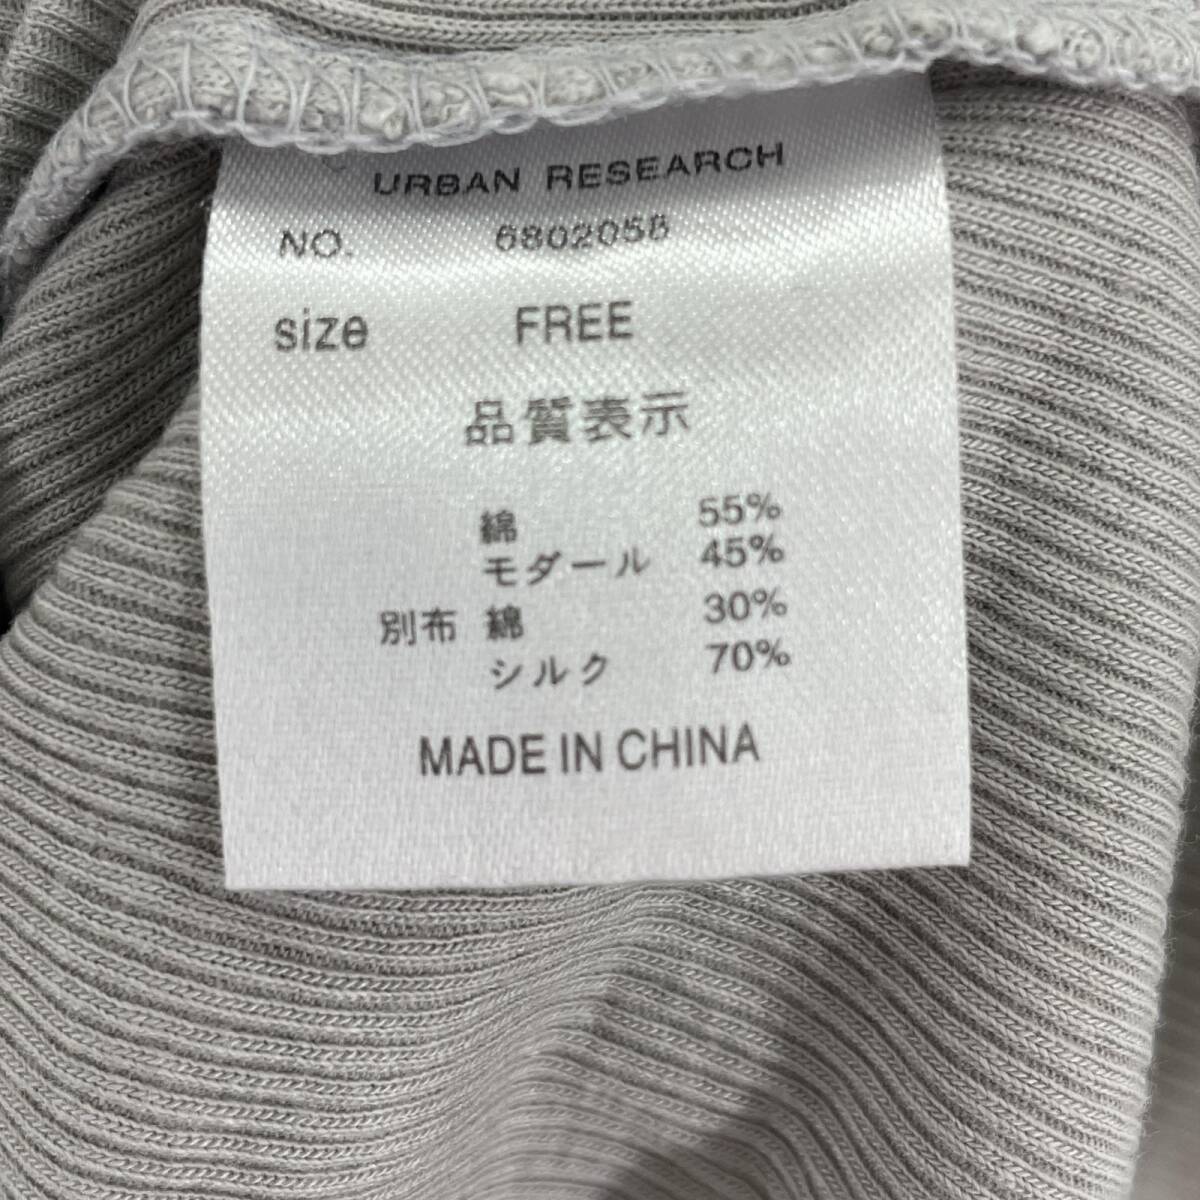 URBAN RESEARCH
NO. 6802058
size FREE
品質表示
綿 55%
モダール 45%
別布 綿 30%
シルク 70%
MADE IN CHINA